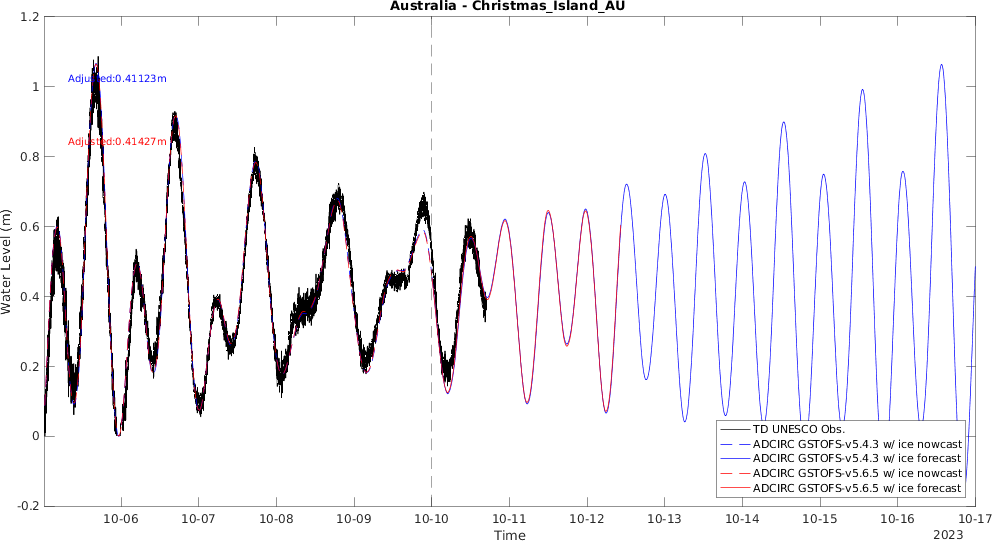 Australia - Christmas_Island_AU
1.2
1
0.8
0.6
0.4
0.2
0
-0.2
Water Level (m)
Adjusted:0.41123m
Adjusted:0.41427m
TD UNESCO Obs.
ADCIRC GSTOFS-v5.4.3 w/ ice nowcast
ADCIRC GSTOFS-v5.4.3 w/ ice forecast
ADCIRC GSTOFS-v5.6.5 w/ ice nowcast
ADCIRC GSTOFS-v5.6.5 w/ ice forecast
10-06 10-07 10-08 10-09 10-10 10-11 10-12 10-13 10-14 10-15 10-16 10-17
Time
2023